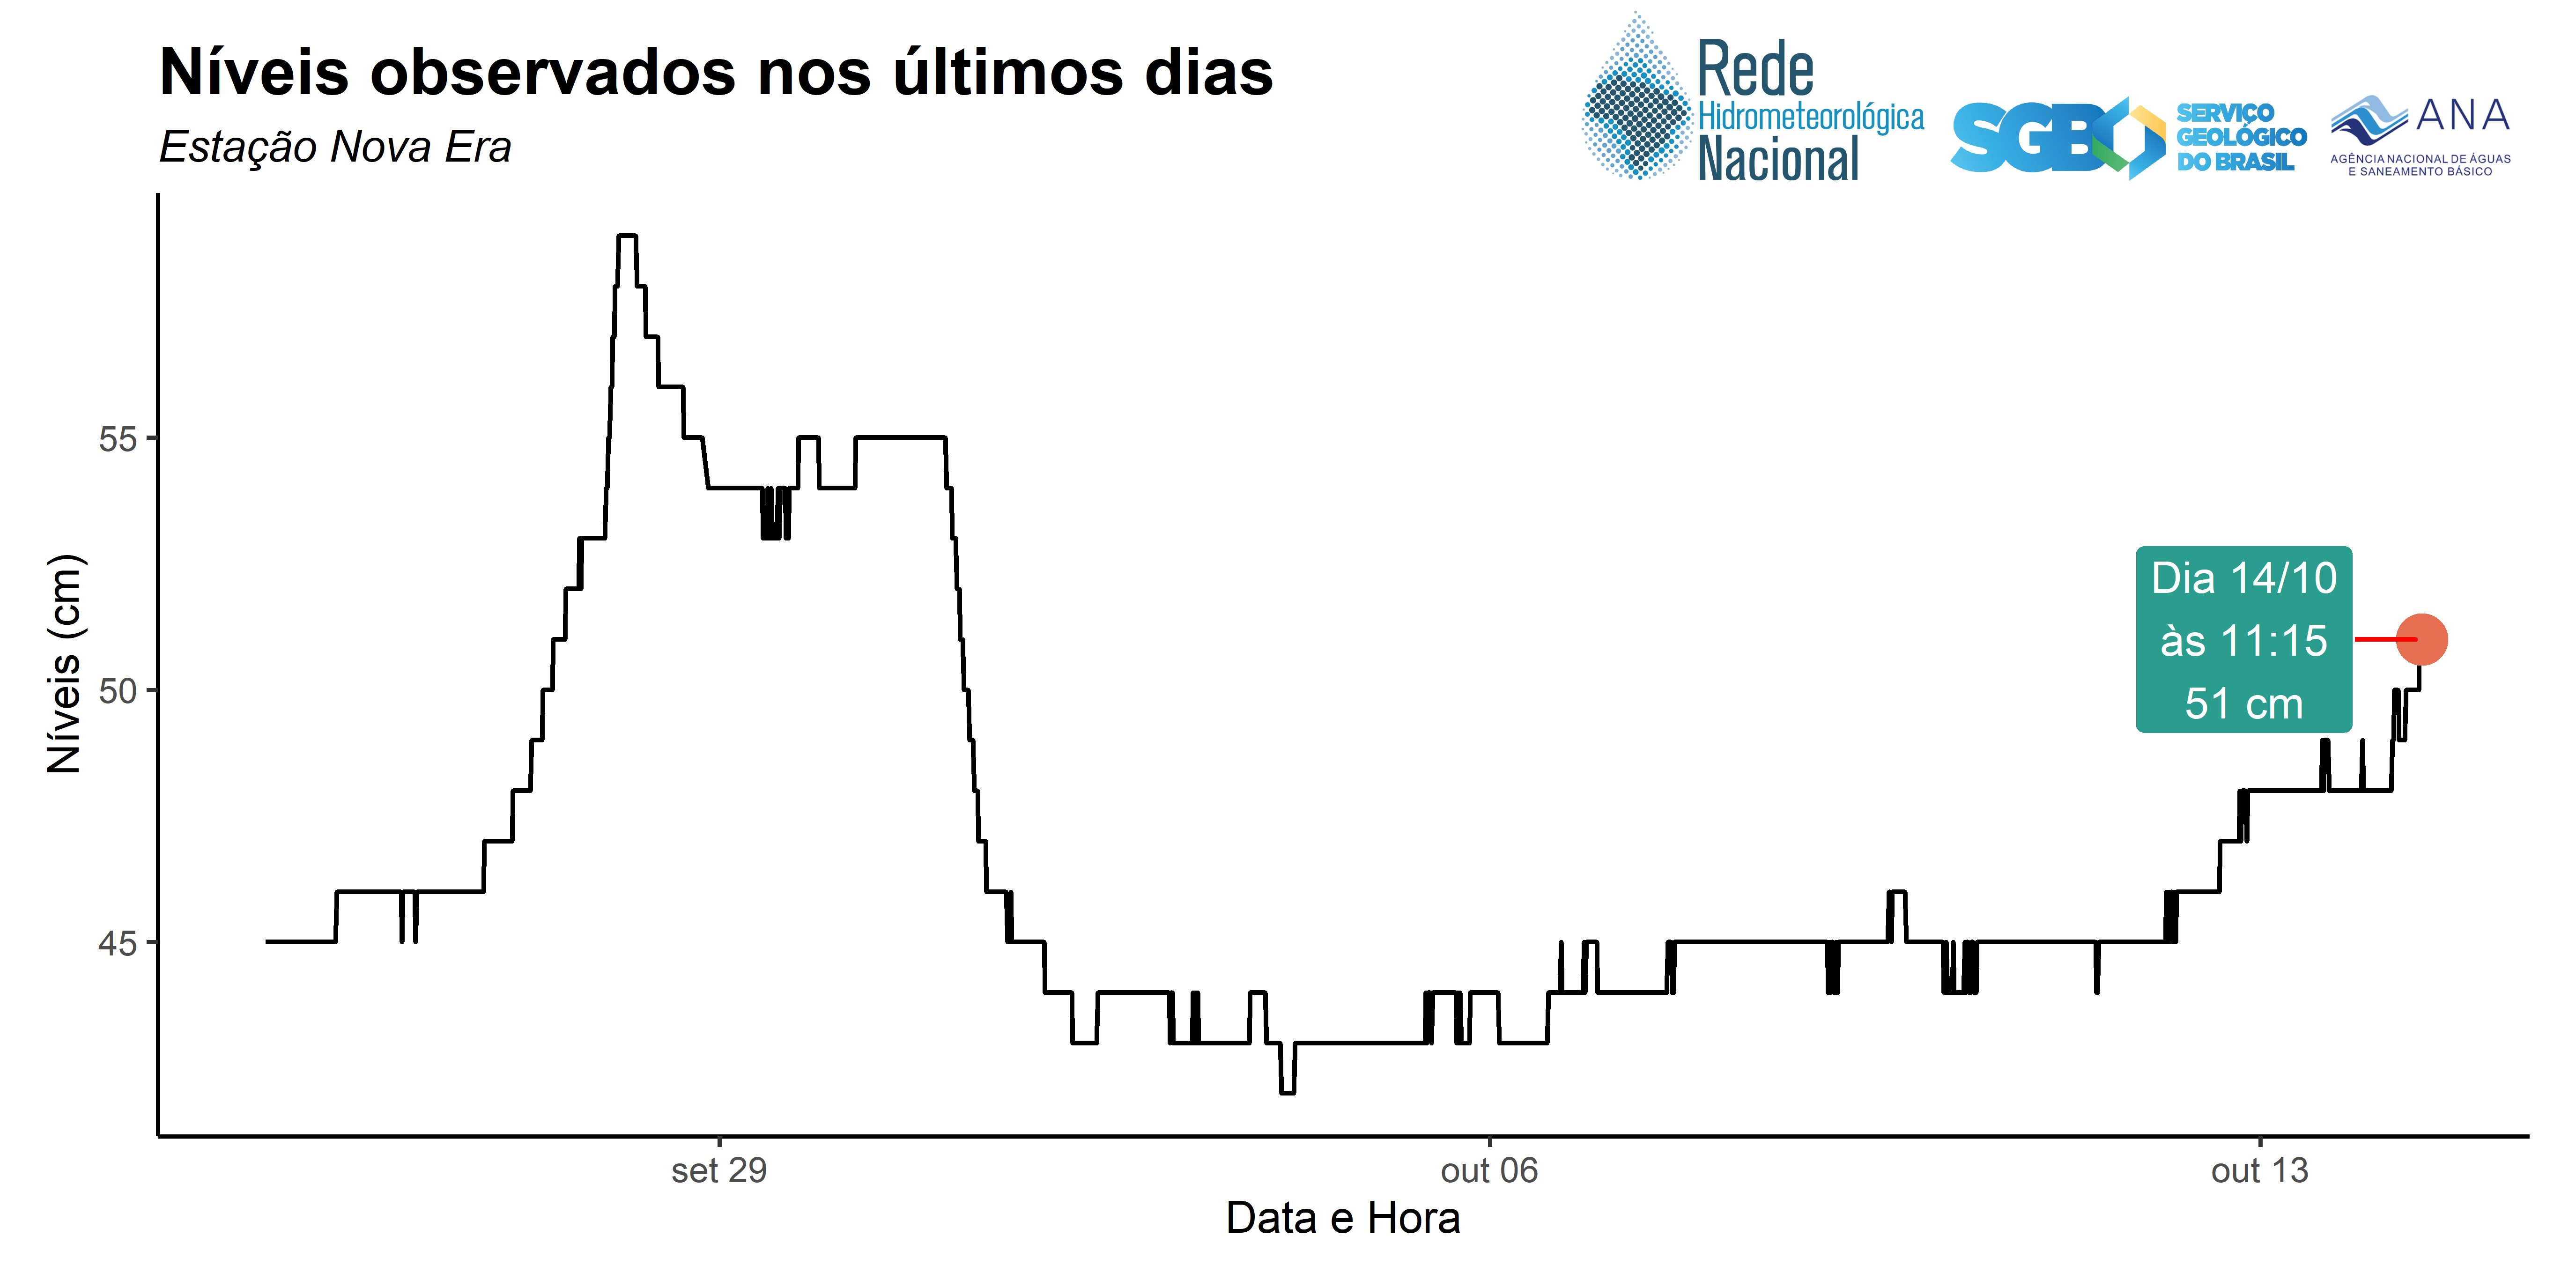 Níveis observados nos últimos dias
Estação Nova Era
Rede
Hidrometeorológica
Nacional
SGB
SERVIÇO
GEOLÓGICO
DO BRASIL
ANA
AGÊNCIA NACIONAL DE ÁGUAS
E SANEAMENTO BÁSICO
Níveis (cm)
55
50
45
Dia 14/10
às 11:15
51 cm
set 29
out 06
out 13
Data e Hora